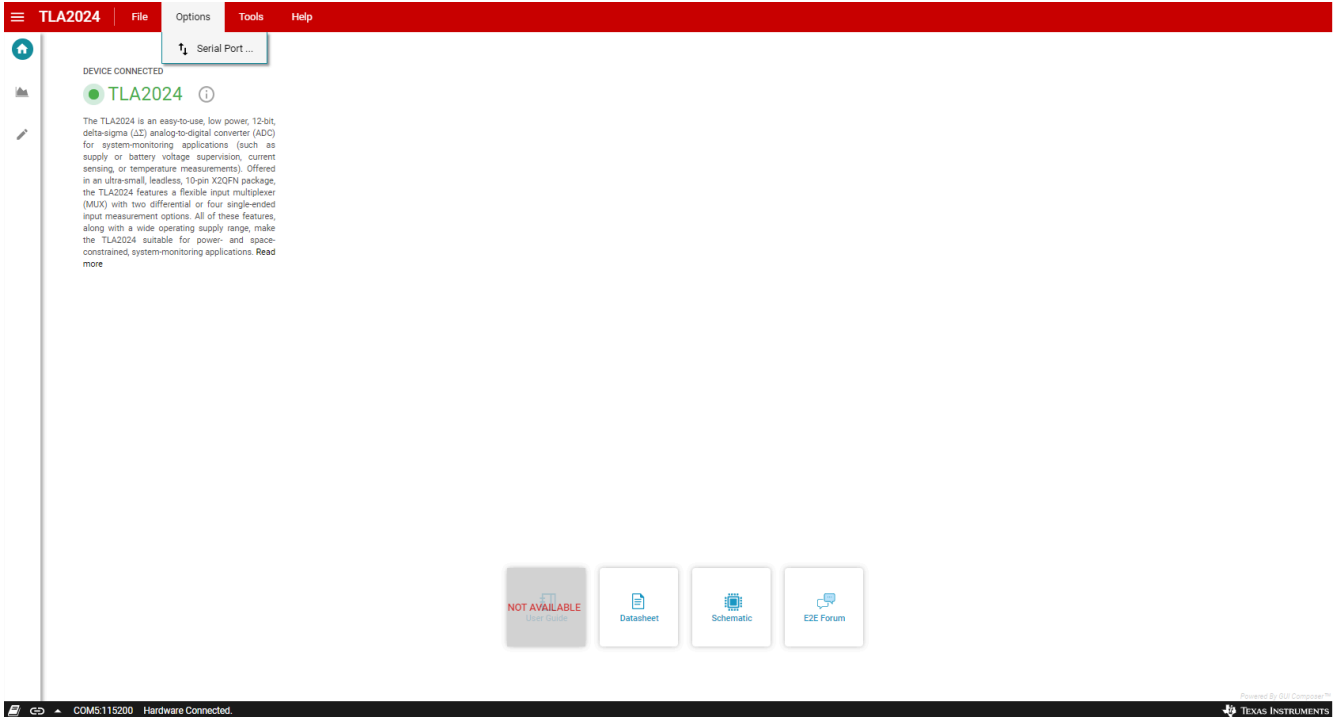 TLA2024 File Options Tools Help
Serial Port ...
DEVICE CONNECTED
TLA2024
The TLA2024 is an easy-to-use, low power, 12-bit,
delta-sigma (ΔΣ) analog-to-digital converter (ADC)
for system-monitoring applications (such as
supply or battery voltage supervision, current
sensing, or temperature measurements). Offered
in an ultra-small, leadless, 10-pin X2QFN package,
the TLA2024 features a flexible input multiplexer
(MUX) with two differential or four single-ended
input measurement options. All of these features,
along with a wide operating supply range, make
the TLA2024 suitable for power- and space-
constrained, system-monitoring applications. Read
more
NOT AVAILABLE
User Guide
Datasheet
Schematic
E2E Forum
Powered By GUI Composer™
COM5:115200 Hardware Connected.
TEXAS INSTRUMENTS